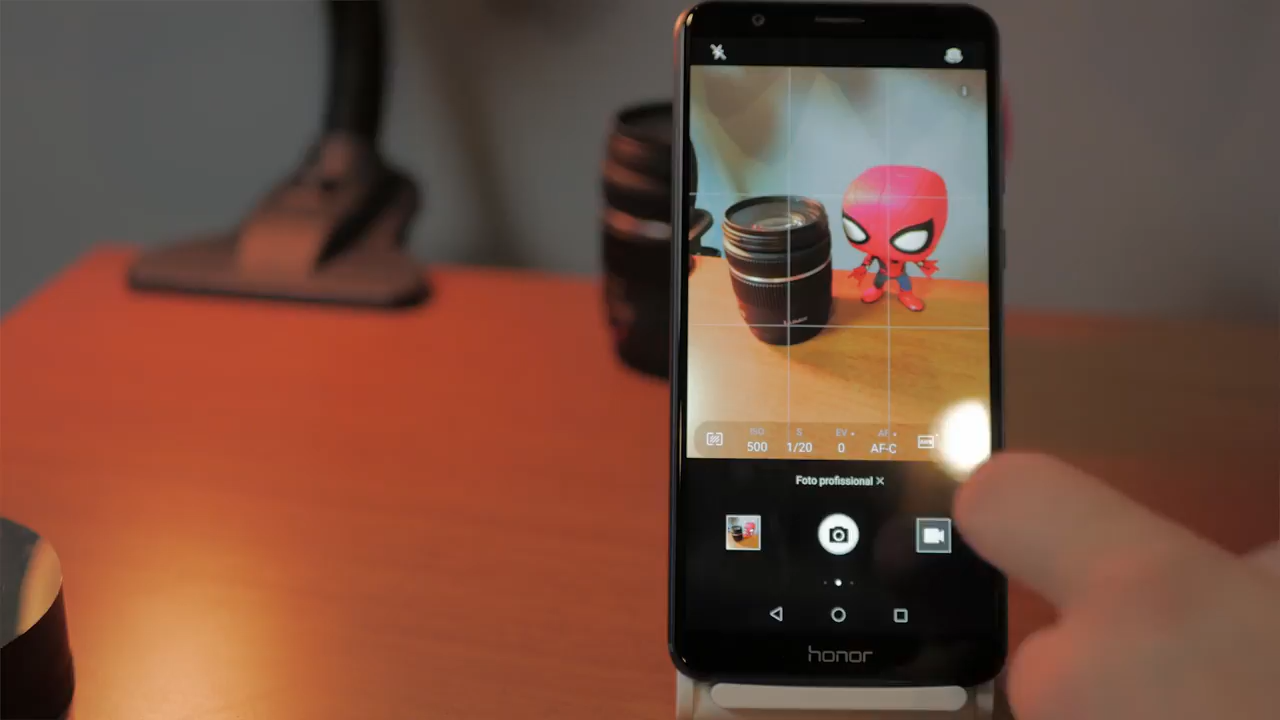 ISO S EV AF
500 1/20 0 AF-C
Foto profissional ×
honor